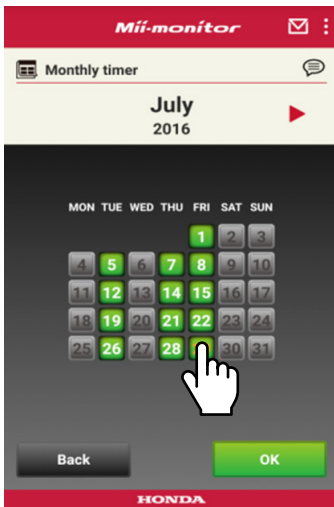 Mii-monitor
Monthly timer
July
2016
MON TUE WED THU FRI SAT SUN
1 2 3
4 5 6 7 8 9 10
11 12 13 14 15 16 17
18 19 20 21 22 23 24
25 26 27 28 30 31
Back OK
HONDA